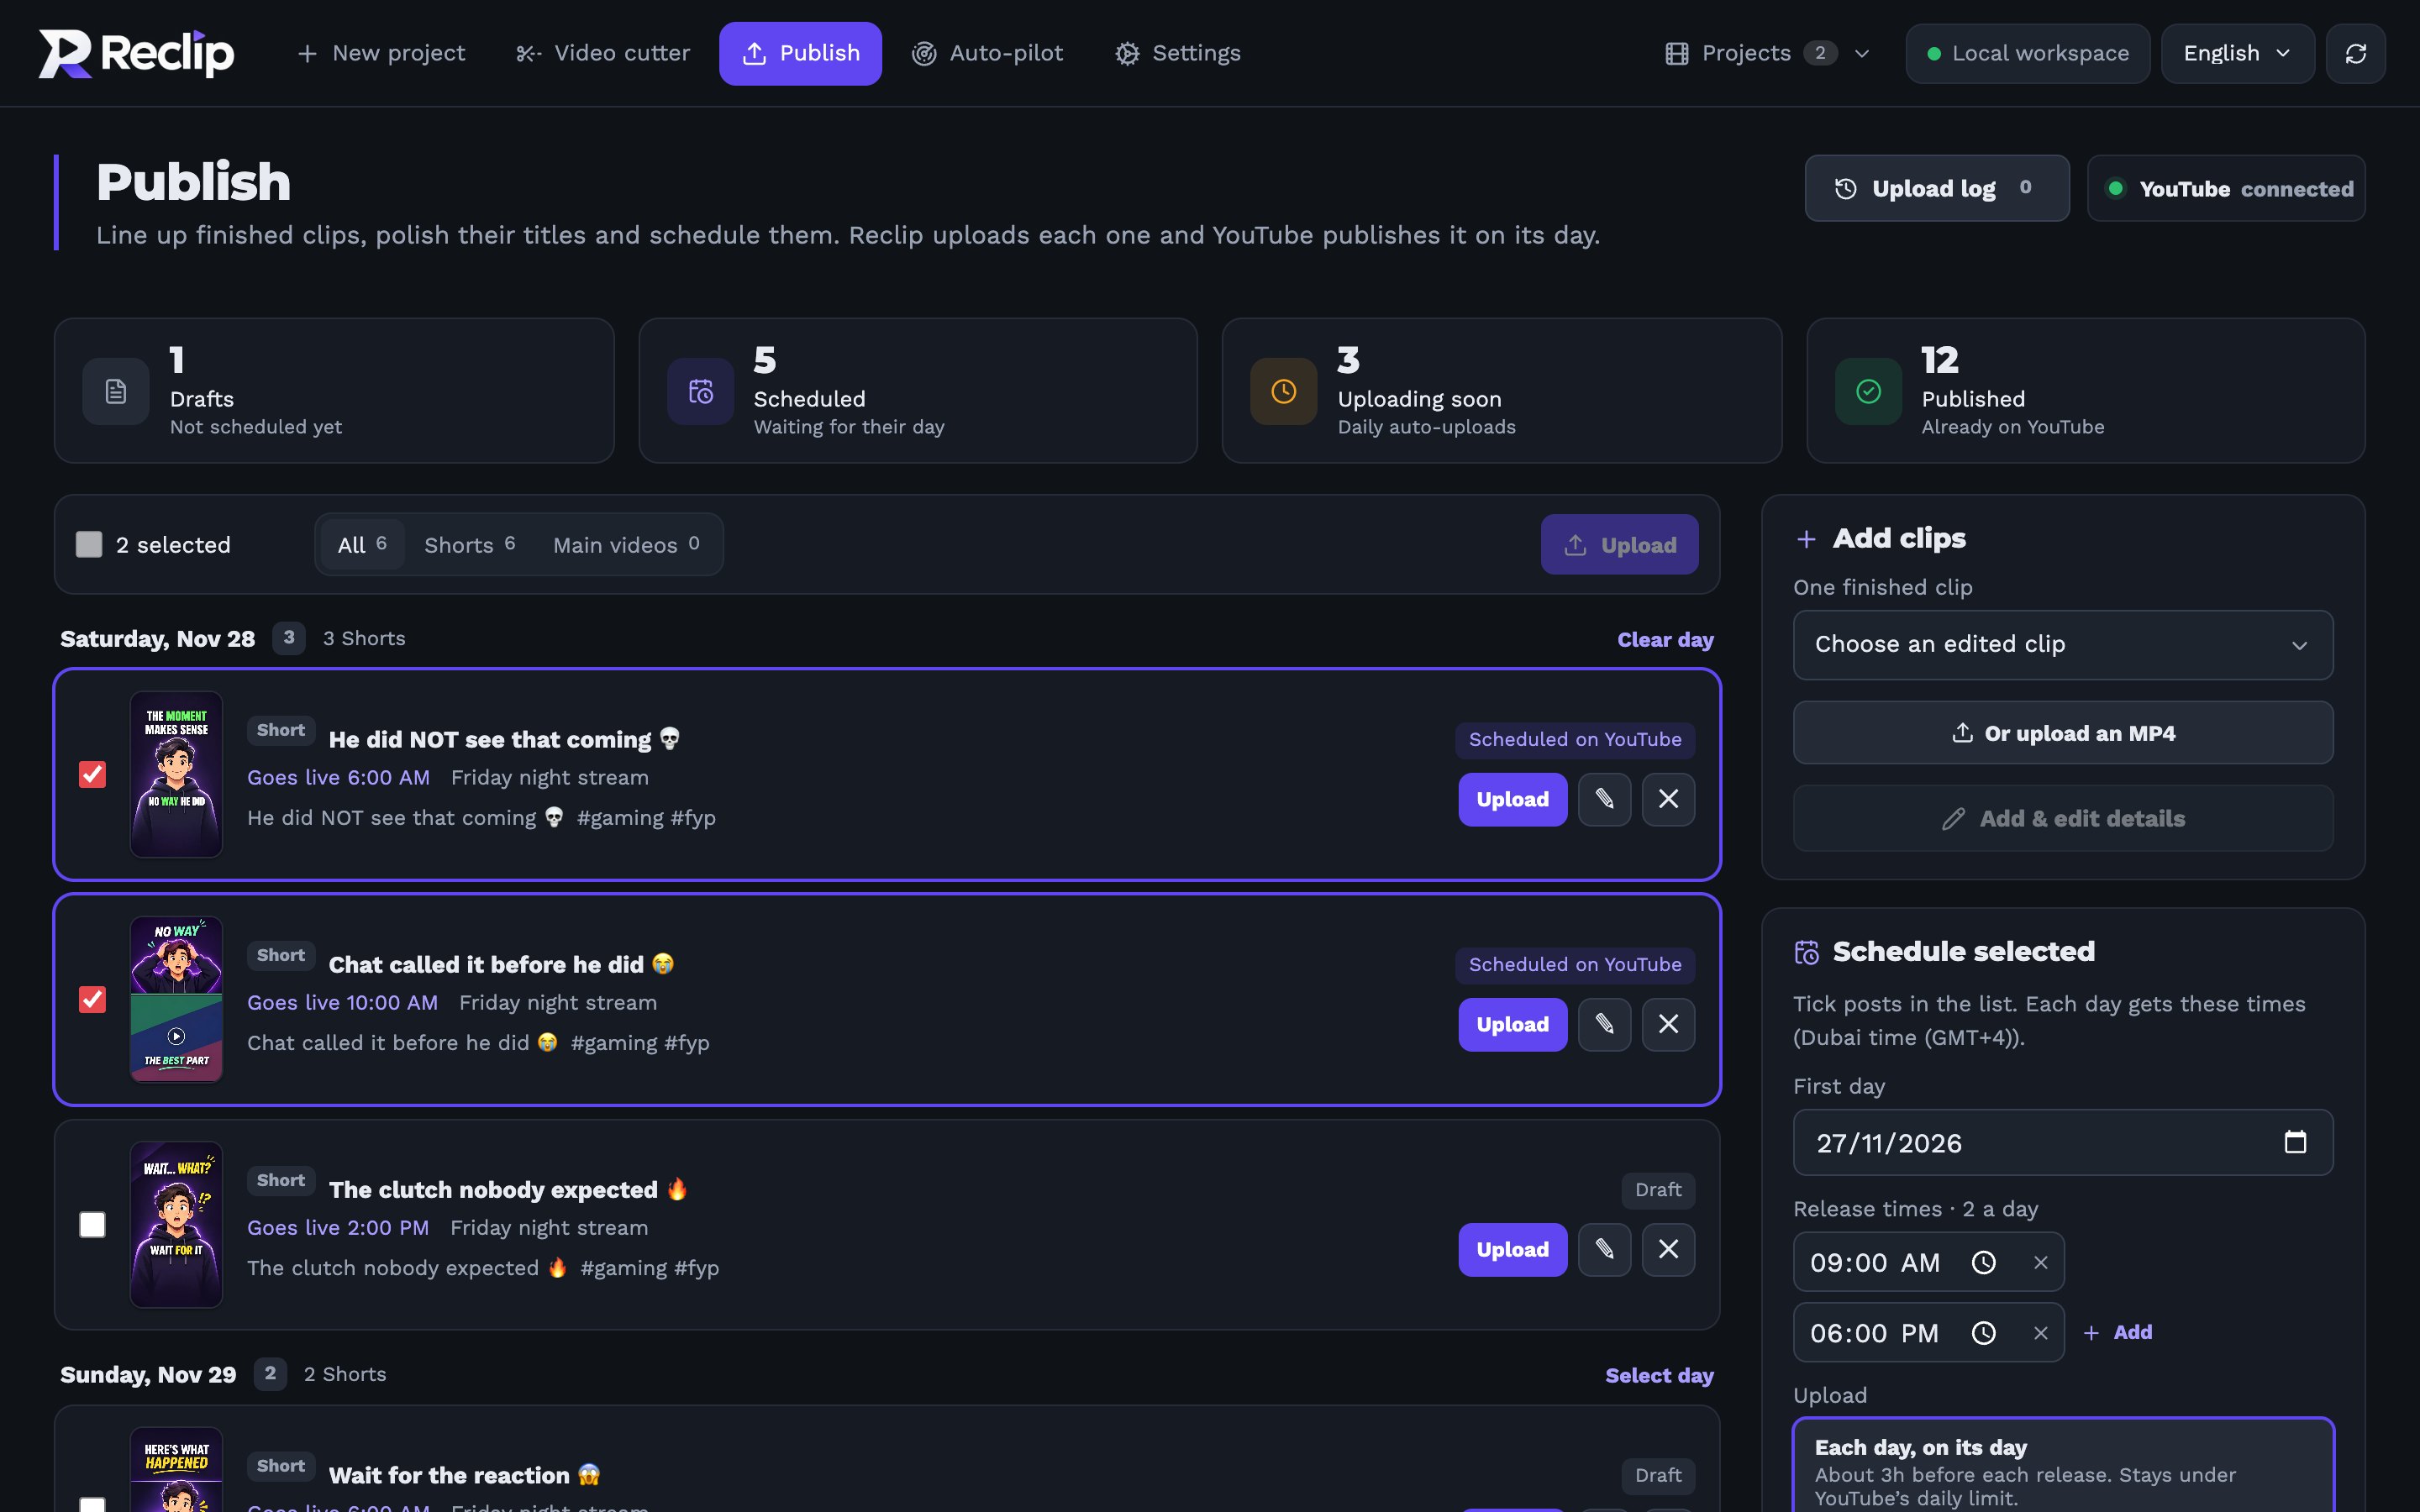 Reclip
New project
Video cutter
Publish
Auto-pilot
Settings
Projects 2
Local workspace
English
Publish
Line up finished clips, polish their titles and schedule them. Reclip uploads each one and YouTube publishes it on its day.
Upload log 0
YouTube connected
1
Drafts
Not scheduled yet
5
Scheduled
Waiting for their day
3
Uploading soon
Daily auto-uploads
12
Published
Already on YouTube
2 selected
All 6
Shorts 6
Main videos 0
Upload
Saturday, Nov 28 3 3 Shorts
Clear day
THE MOMENT
MAKES SENSE
NO WAY HE DID
Short He did NOT see that coming 💀
Goes live 6:00 AM Friday night stream
He did NOT see that coming 💀 #gaming #fyp
Scheduled on YouTube
Upload
NO WAY
THE BEST PART
Short Chat called it before he did 😭
Goes live 10:00 AM Friday night stream
Chat called it before he did 😭 #gaming #fyp
Scheduled on YouTube
Upload
WAIT... WHAT?
!?
WAIT FOR IT
Short The clutch nobody expected 🔥
Goes live 2:00 PM Friday night stream
The clutch nobody expected 🔥 #gaming #fyp
Draft
Upload
Sunday, Nov 29 2 2 Shorts
Select day
HERE'S WHAT
HAPPENED
Short Wait for the reaction 😱
Goes live 6:00 AM Friday night stream
Draft
Add clips
One finished clip
Choose an edited clip
Or upload an MP4
Add & edit details
Schedule selected
Tick posts in the list. Each day gets these times
(Dubai time (GMT+4)).
First day
27/11/2026
Release times · 2 a day
09:00 AM
06:00 PM
Add
Upload
Each day, on its day
About 3h before each release. Stays under
YouTube's daily limit.